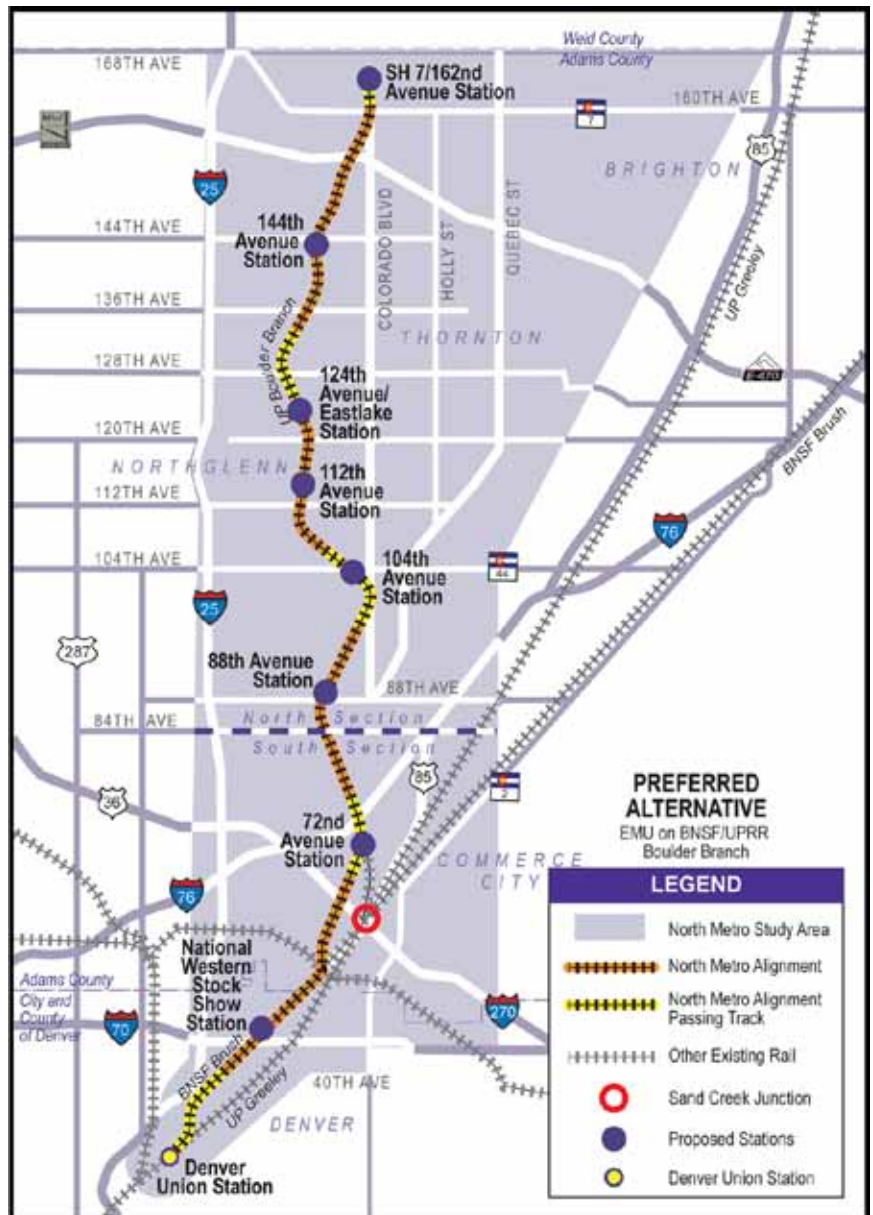 Weld County
Adams County
168TH AVE
SH 7/162nd
Avenue Station
160TH AVE
7
85
BRIGHTON
25
COLORADO BLVD
HOLLY ST
QUEBEC ST
144TH AVE
144th
Avenue
Station
UP Greeley
136TH AVE
UP Boulder Branch
THORNTON
128TH AVE
E-470
124th
Avenue/
Eastlake
Station
120TH AVE
BNSF Brush
NORTHGLENN
112th
Avenue
Station
112TH AVE
76
104TH AVE
104th
Avenue
Station
44
25
287
88th Avenue
Station
88TH AVE
84TH AVE
North Section
South Section
85
36
2
72nd
Avenue
Station
COMMERCE
CITY
76
National
Western
Stock
Show
Station
Adams County
City and
County
of Denver
70
270
BNSF Brush
UP Greeley
40TH AVE
DENVER
Denver
Union Station
PREFERRED
ALTERNATIVE
EMU on BNSF/UPRR
Boulder Branch
LEGEND
North Metro Study Area
North Metro Alignment
North Metro Alignment
Passing Track
Other Existing Rail
Sand Creek Junction
Proposed Stations
Denver Union Station